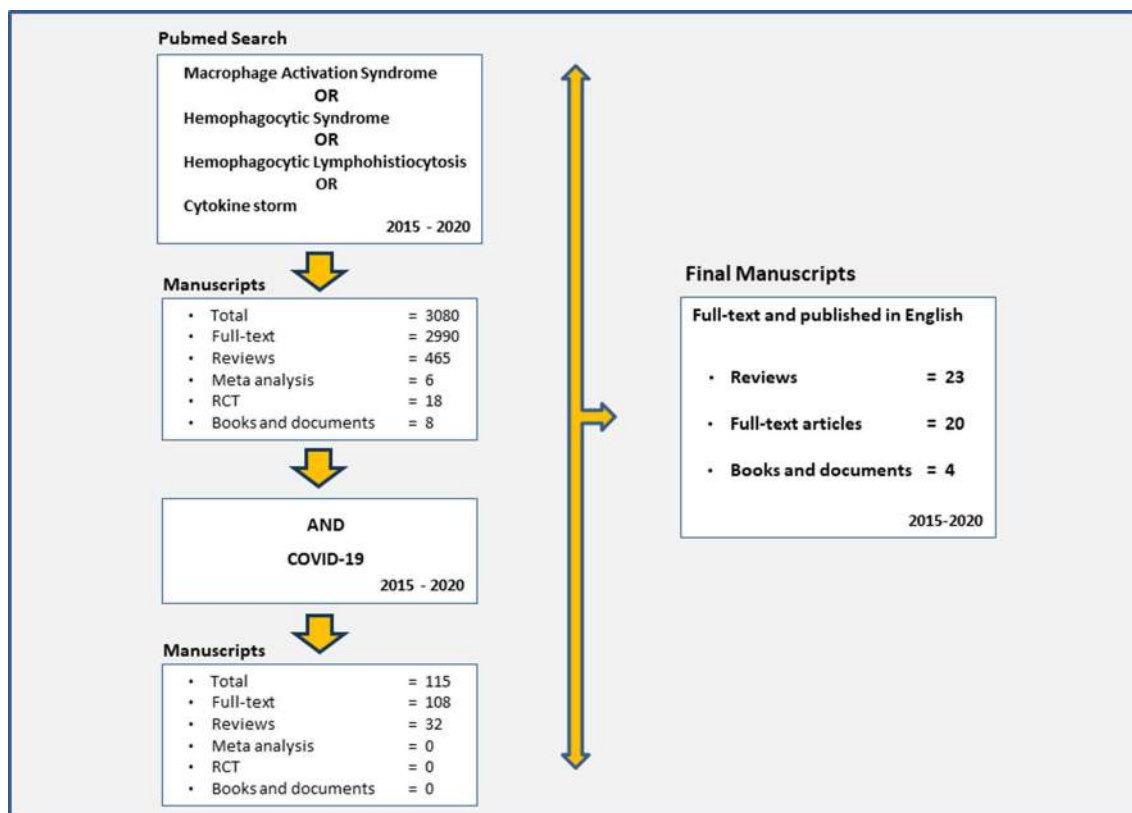 Pubmed Search
Macrophage Activation Syndrome
OR
Hemophagocytic Syndrome
OR
Hemophagocytic Lymphohistiocytosis
OR
Cytokine storm
2015 - 2020
Manuscripts
• Total = 3080
• Full-text = 2990
• Reviews = 465
• Meta analysis = 6
• RCT = 18
• Books and documents = 8
AND
COVID-19
2015 - 2020
Manuscripts
• Total = 115
• Full-text = 108
• Reviews = 32
• Meta analysis = 0
• RCT = 0
• Books and documents = 0
Final Manuscripts
Full-text and published in English
• Reviews = 23
• Full-text articles = 20
• Books and documents = 4
2015-2020